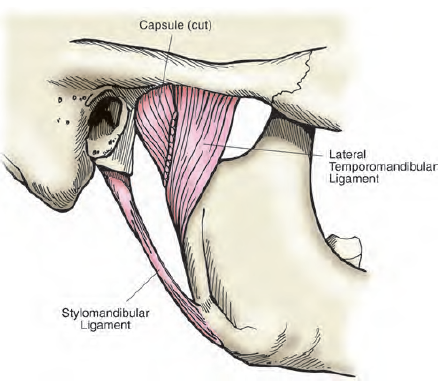 Capsule (cut)
Lateral
Temporomandibular
Ligament
Stylomandibular
Ligament